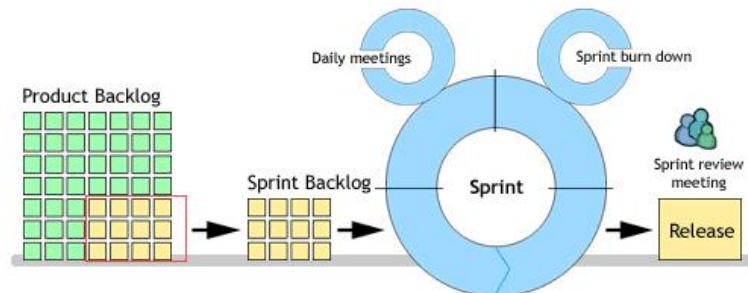 Daily meetings
Sprint burn down
Product Backlog
Sprint Backlog
Sprint
Sprint review
meeting
Release